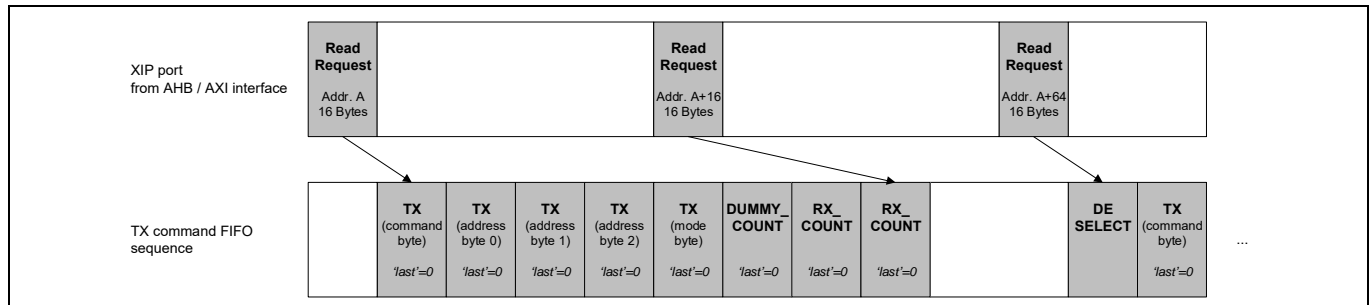 XIP port
from AHB / AXI interface
Read
Request
Addr. A
16 Bytes
Read
Request
Addr. A+16
16 Bytes
Read
Request
Addr. A+64
16 Bytes
TX command FIFO
sequence
TX
(command
byte)
'last'=0
TX
(address
byte 0)
'last'=0
TX
(address
byte 1)
'last'=0
TX
(address
byte 2)
'last'=0
TX
(mode
byte)
'last'=0
DUMMY_
COUNT
'last'=0
RX_
COUNT
'last'=0
RX_
COUNT
'last'=0
DE
SELECT
TX
(command
byte)
'last'=0
...